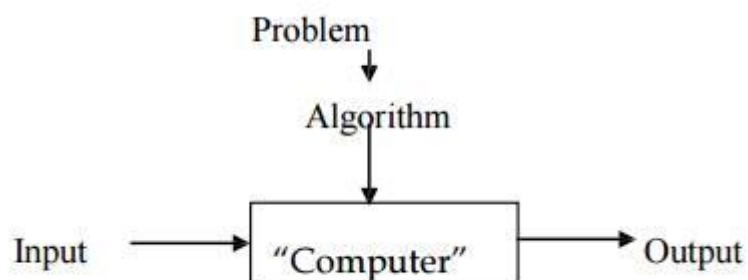 Problem
Algorithm
Input
“Computer”
Output